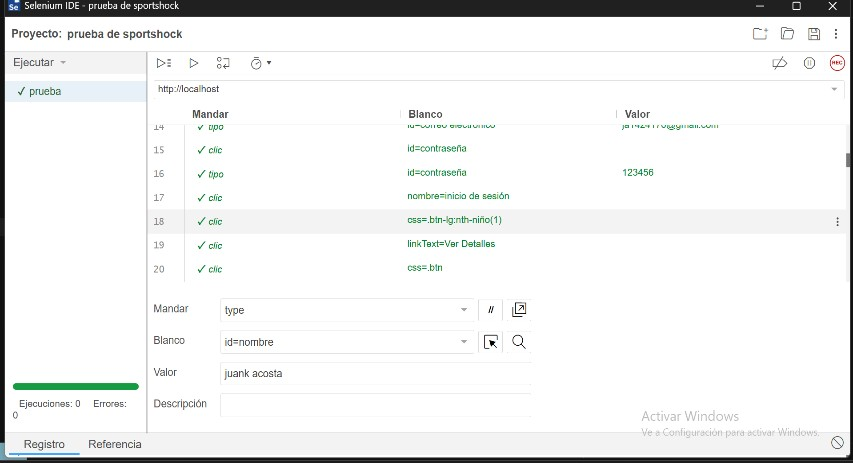 Selenium IDE - prueba de sportshock
Proyecto: prueba de sportshock
Ejecutar
✓ prueba
REC
http://localhost
Mandar Blanco Valor
14 ✓ tipo id=correo electrónico
15 ✓ clic id=contraseña
16 ✓ tipo id=contraseña 123456
17 ✓ clic nombre=inicio de sesión
18 ✓ clic css=.btn-lg:nth-niño(1)
19 ✓ clic linkText=Ver Detalles
20 ✓ clic css=.btn
Mandar type //
Blanco id=nombre
Valor juank acosta
Descripción
Ejecuciones: 0 Errores:
0
Activar Windows
Ve a Configuración para activar Windows.
Registro Referencia